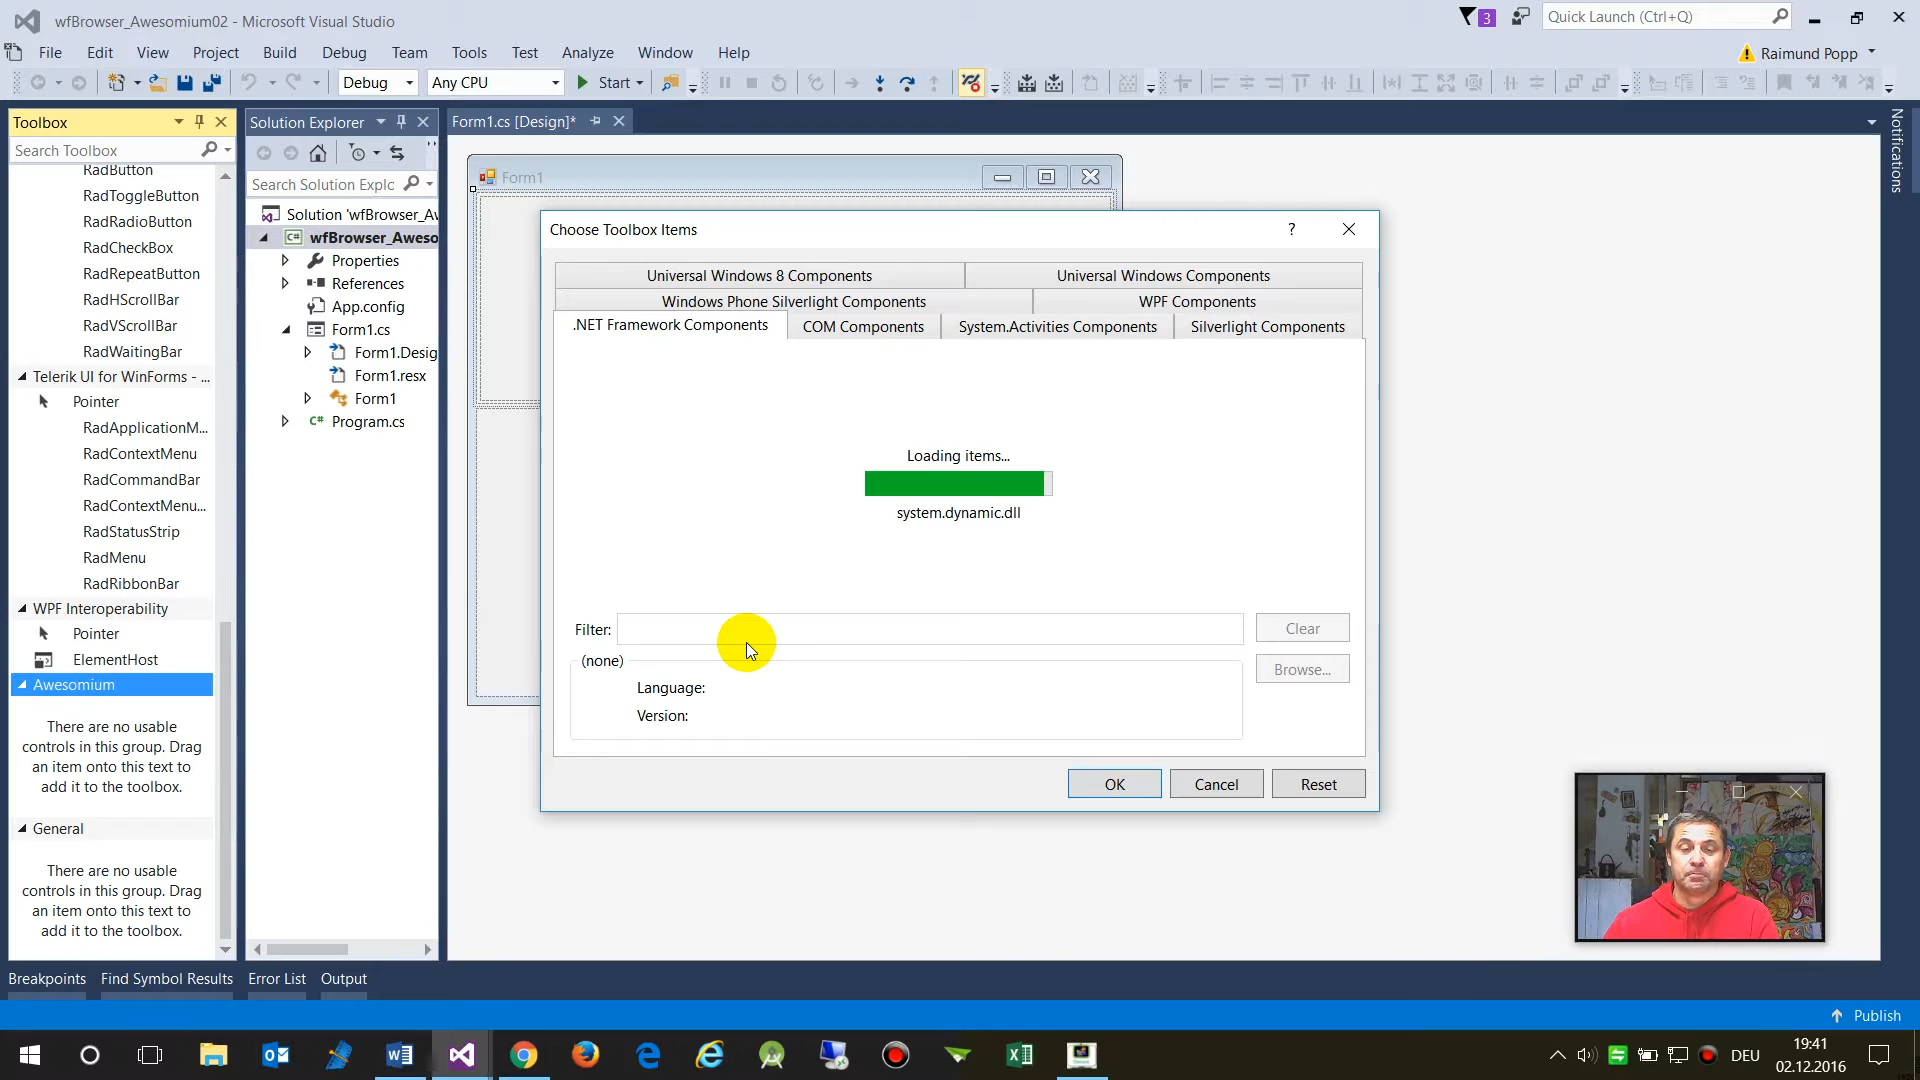 wfBrowser_Awesomium02 - Microsoft Visual Studio
3
Quick Launch (Ctrl+Q)
File Edit View Project Build Debug Team Tools Test Analyze Window Help
Raimund Popp
Debug Any CPU Start
Toolbox
Search Toolbox
RadButton
RadToggleButton
RadRadioButton
RadCheckBox
RadRepeatButton
RadHScrollBar
RadVScrollBar
RadWaitingBar
Telerik UI for WinForms - ...
Pointer
RadApplicationM...
RadContextMenu
RadCommandBar
RadContextMenu...
RadStatusStrip
RadMenu
RadRibbonBar
WPF Interoperability
Pointer
ElementHost
Awesomium
There are no usable
controls in this group. Drag
an item onto this text to
add it to the toolbox.
General
There are no usable
controls in this group. Drag
an item onto this text to
add it to the toolbox.
Solution Explorer
Search Solution Explo
Solution 'wfBrowser_Aw
C# wfBrowser_Aweso
Properties
References
App.config
Form1.cs
Form1.Desig
Form1.resx
Form1
C# Program.cs
Form1.cs [Design]*
Form1
Choose Toolbox Items
?
Universal Windows 8 Components Universal Windows Components
Windows Phone Silverlight Components WPF Components
.NET Framework Components COM Components System.Activities Components Silverlight Components
Loading items...
system.dynamic.dll
Filter:
Clear
(none)
Browse...
Language:
Version:
OK Cancel Reset
Notifications
Breakpoints Find Symbol Results Error List Output
Publish
DEU
19:41
02.12.2016